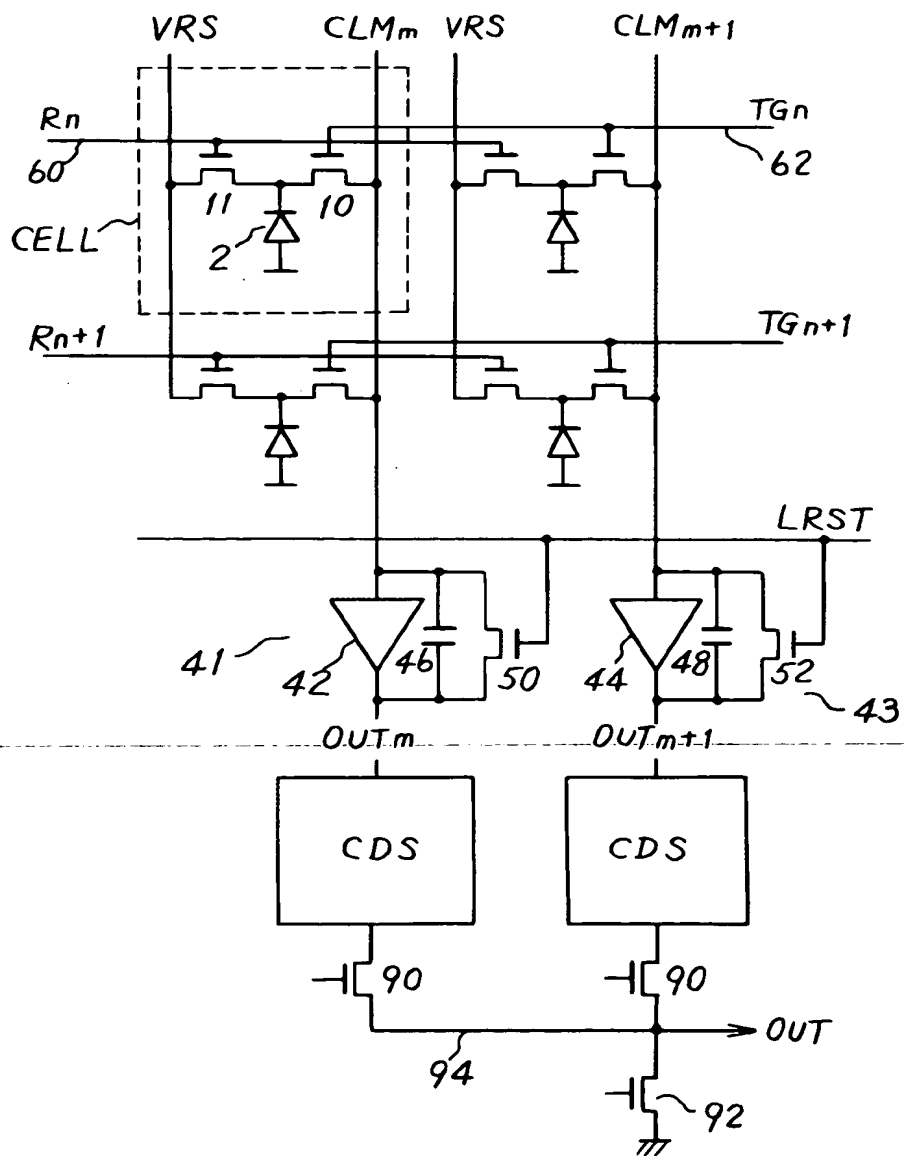 VRS CLMm VRS CLMm+1
Rn TGn
60 62
11 10
CELL 2
Rn+1 TGn+1
LRST
41 42 46 50 44 48 52 43
OUTm OUTm+1
CDS CDS
90 90
OUT
94
92